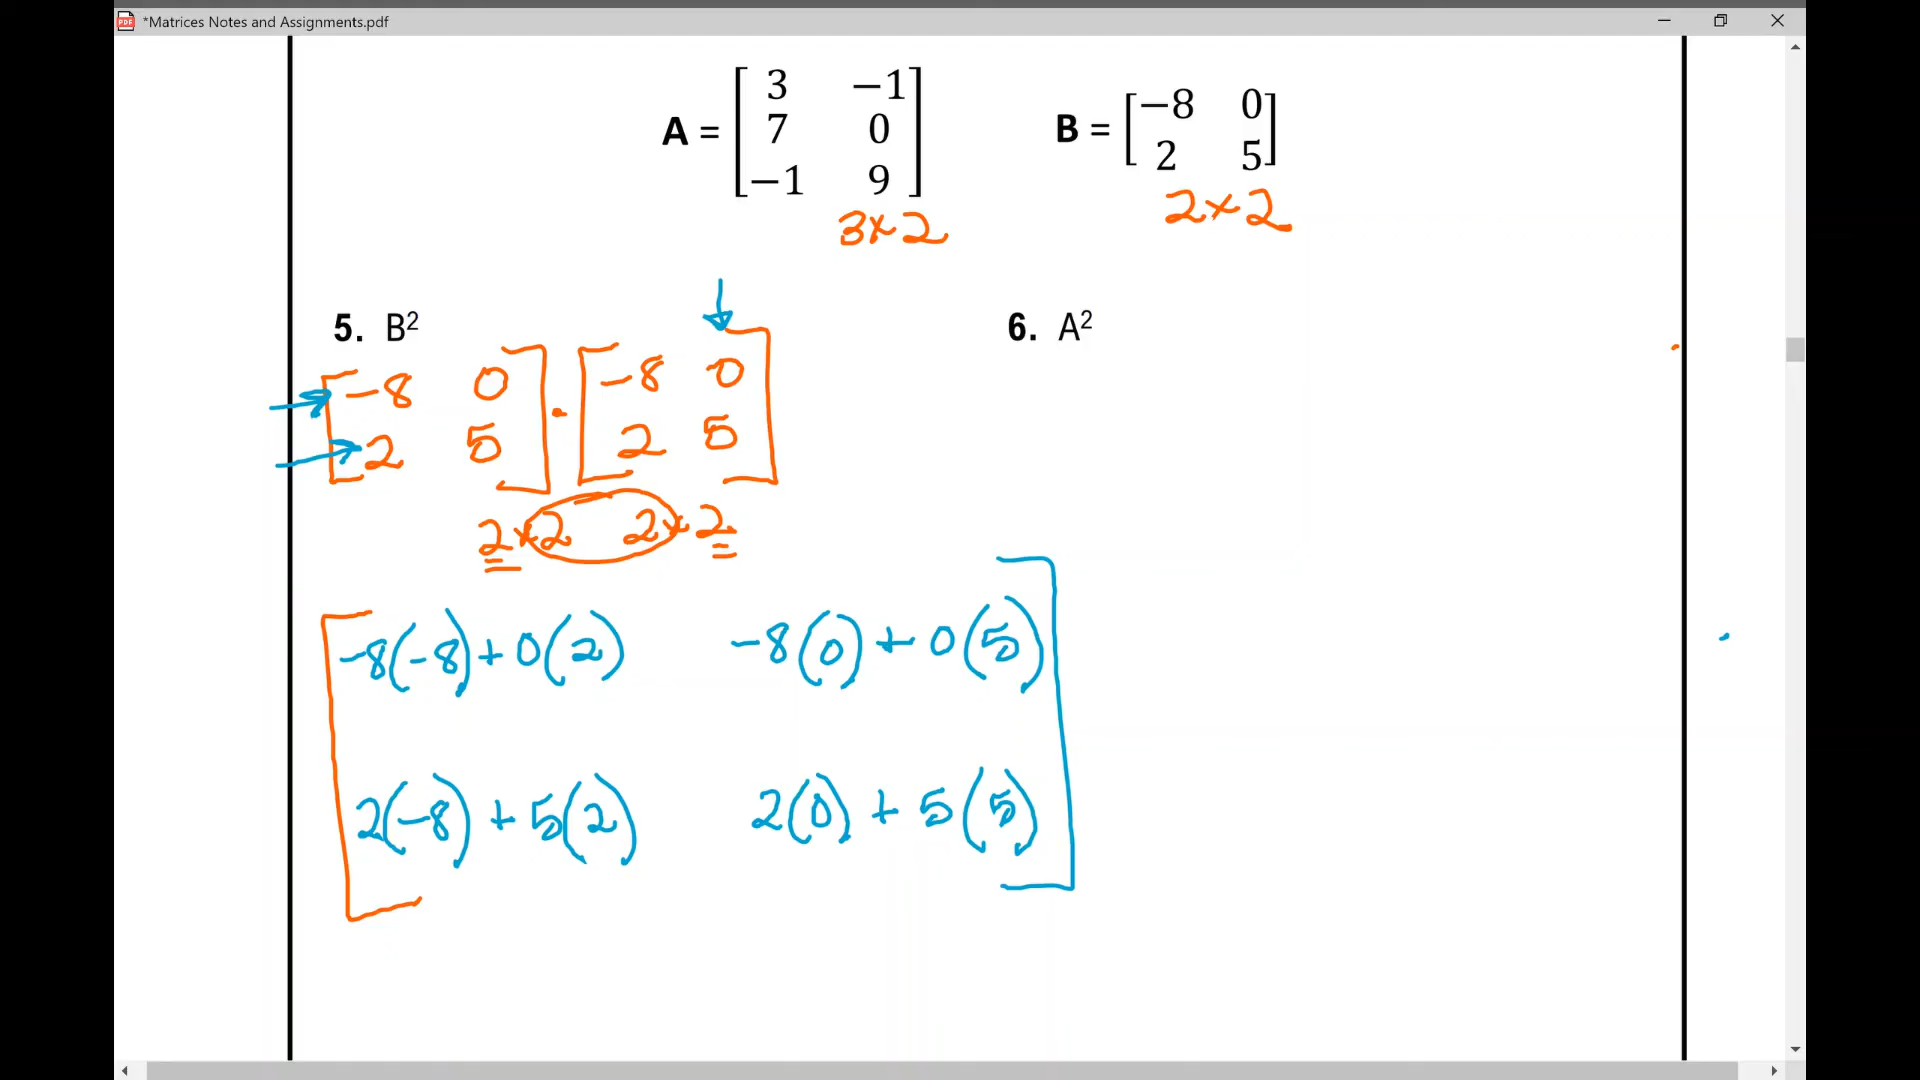 *Matrices Notes and Assignments.pdf
A = [3 −1
7 0
−1 9]
3×2
B = [−8 0
2 5]
2×2
5. B²
[−8 0
2 5] · [−8 0
2 5]
2×2 2×2
[−8(−8)+0(2) −8(0)+0(5)
2(−8)+5(2) 2(0)+5(5)]
6. A²